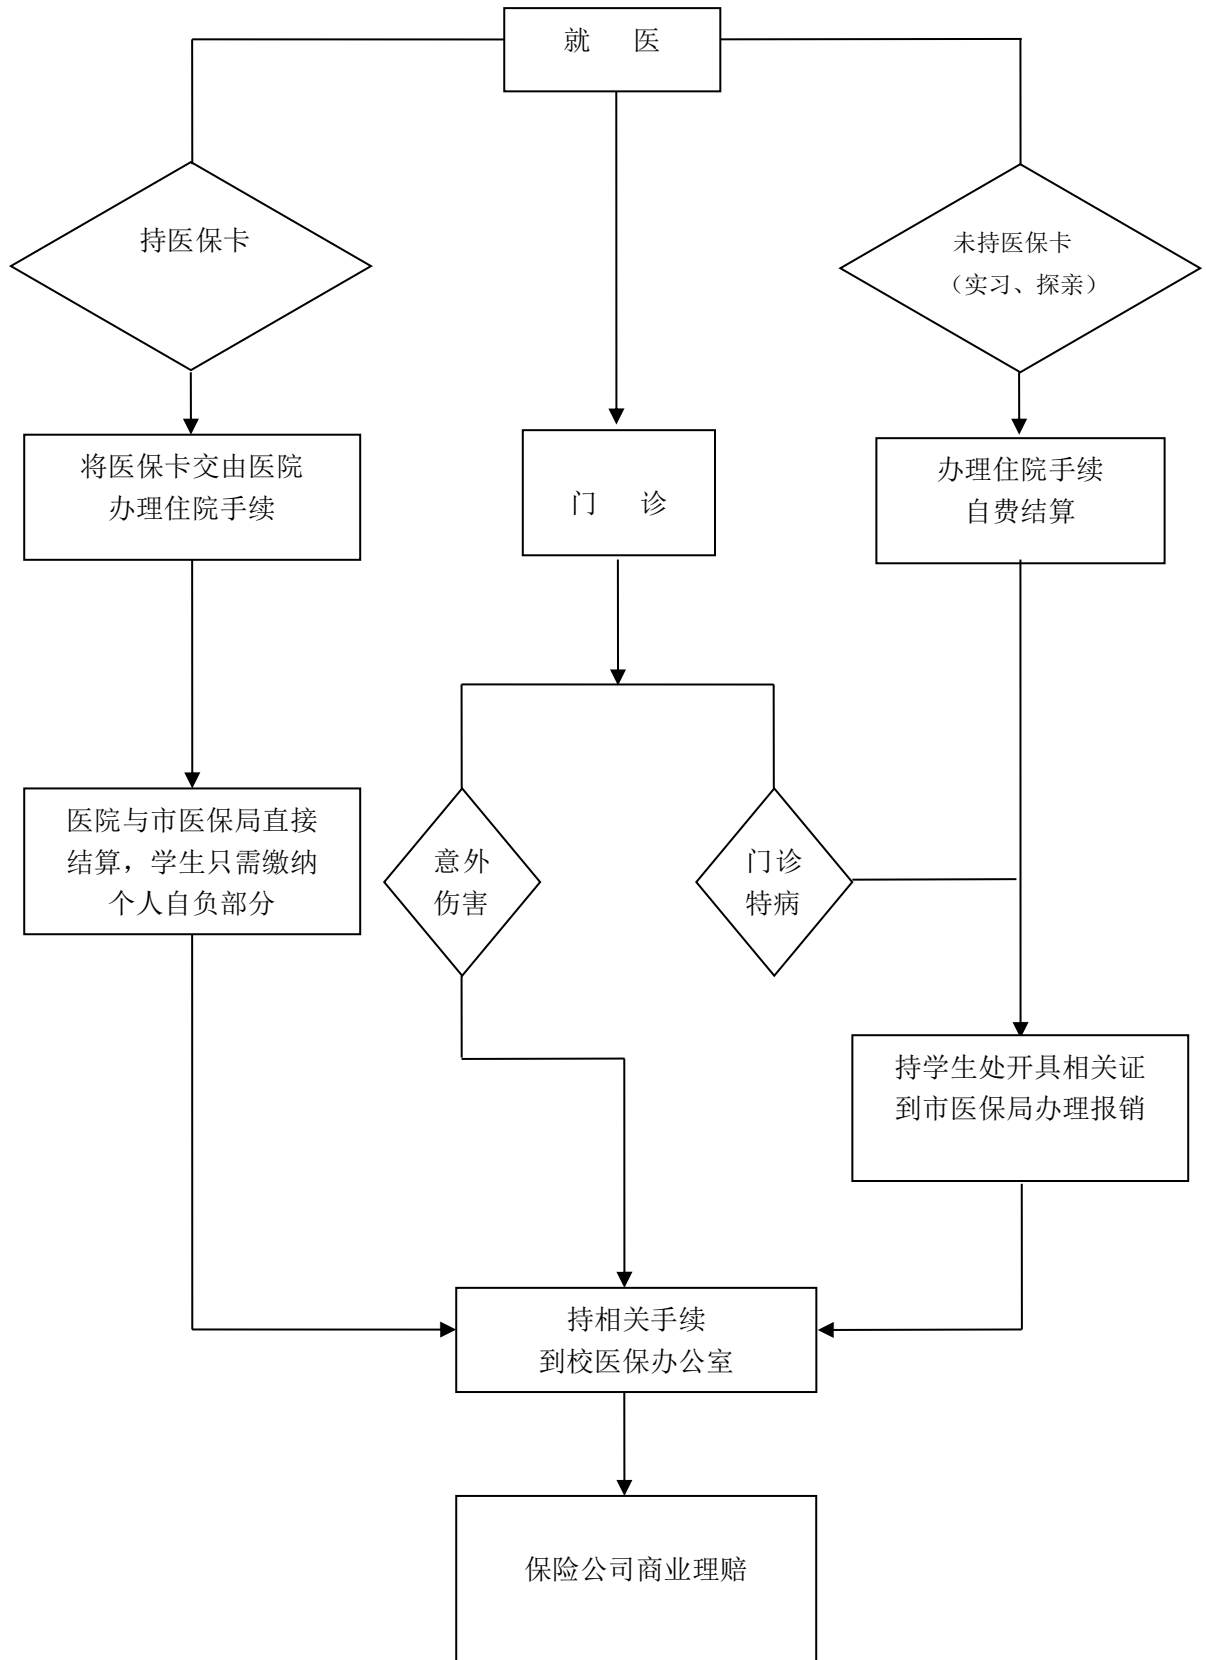 就 医
持医保卡
未持医保卡
（实习、探亲）
将医保卡交由医院
办理住院手续
门 诊
办理住院手续
自费结算
医院与市医保局直接
结算，学生只需缴纳
个人自负部分
意外
伤害
门诊
特病
持学生处开具相关证
到市医保局办理报销
持相关手续
到校医保办公室
保险公司商业理赔